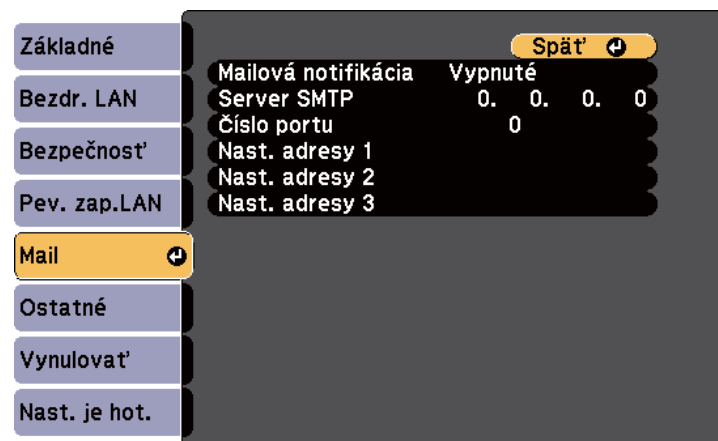 Základné
Bezdr. LAN
Bezpečnosť
Pev. zap.LAN
Mail
Ostatné
Vynulovať
Nast. je hot.
Späť
Mailová notifikácia Vypnuté
Server SMTP 0. 0. 0. 0
Číslo portu 0
Nast. adresy 1
Nast. adresy 2
Nast. adresy 3